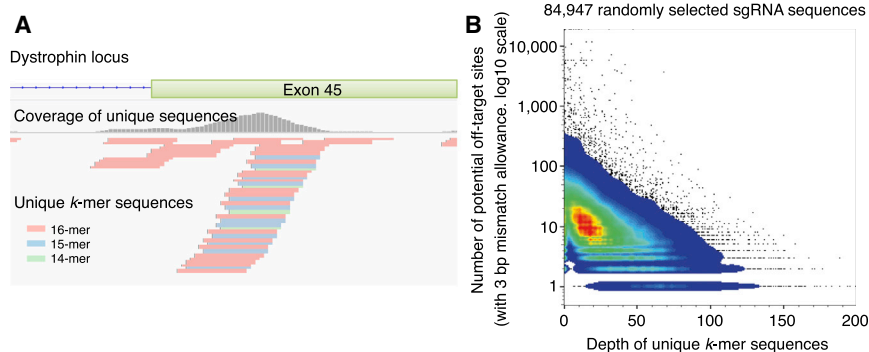 A
Dystrophin locus
Exon 45
Coverage of unique sequences
Unique k-mer sequences
16-mer
15-mer
14-mer
B
84,947 randomly selected sgRNA sequences
Number of potential off-target sites
(with 3 bp mismatch allowance. log10 scale)
10,000
1,000
100
10
1
0
50
100
150
200
Depth of unique k-mer sequences